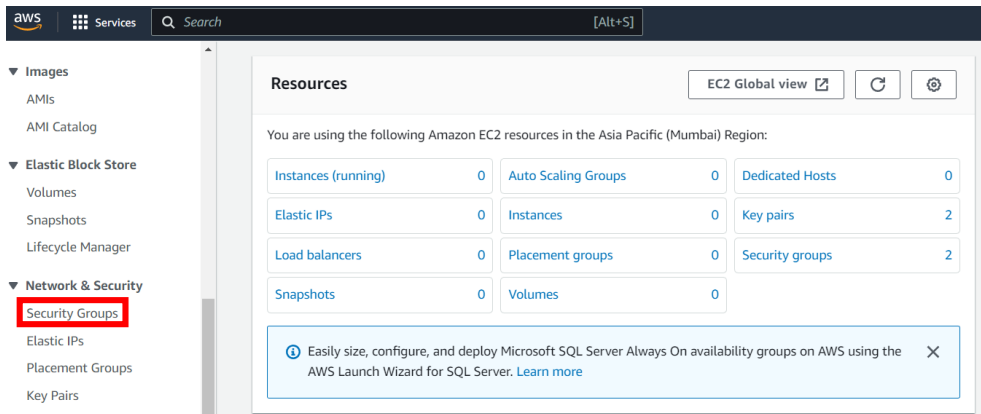 aws
Services
Search
[Alt+S]
Images
AMIs
AMI Catalog
Elastic Block Store
Volumes
Snapshots
Lifecycle Manager
Network & Security
Security Groups
Elastic IPs
Placement Groups
Key Pairs
Resources
EC2 Global view
You are using the following Amazon EC2 resources in the Asia Pacific (Mumbai) Region:
Instances (running) 0
Auto Scaling Groups 0
Dedicated Hosts 0
Elastic IPs 0
Instances 0
Key pairs 2
Load balancers 0
Placement groups 0
Security groups 2
Snapshots 0
Volumes 0
Easily size, configure, and deploy Microsoft SQL Server Always On availability groups on AWS using the
AWS Launch Wizard for SQL Server. Learn more